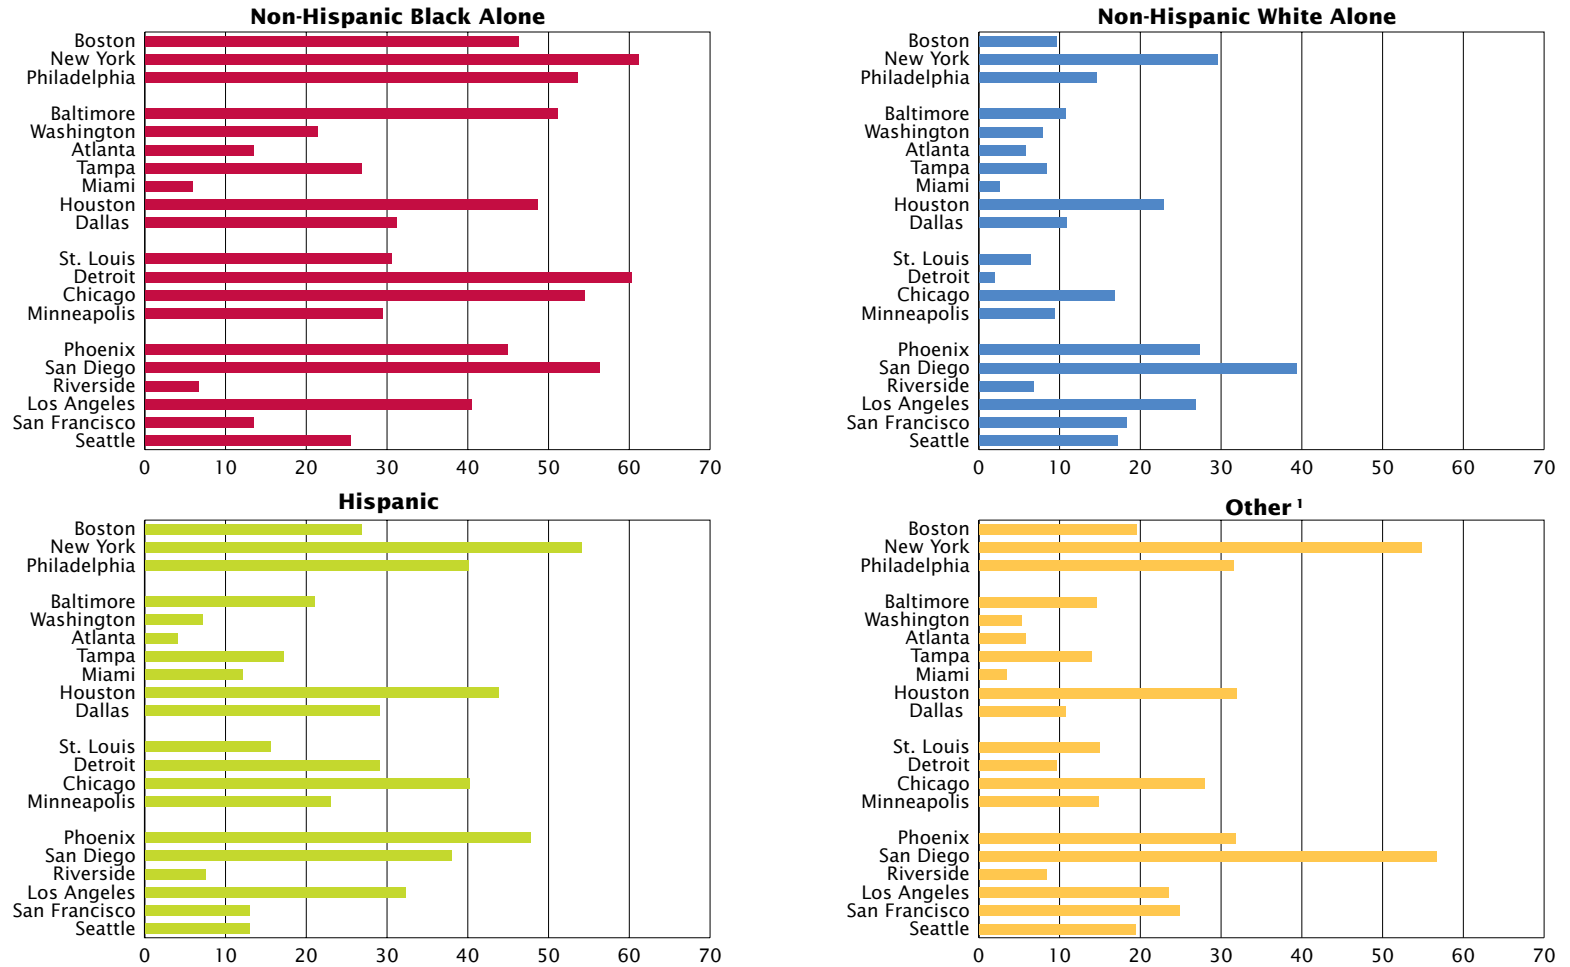 Non-Hispanic Black Alone
Boston
New York
Philadelphia
Baltimore
Washington
Atlanta
Tampa
Miami
Houston
Dallas
St. Louis
Detroit
Chicago
Minneapolis
Phoenix
San Diego
Riverside
Los Angeles
San Francisco
Seattle
0 10 20 30 40 50 60 70
Non-Hispanic White Alone
Boston
New York
Philadelphia
Baltimore
Washington
Atlanta
Tampa
Miami
Houston
Dallas
St. Louis
Detroit
Chicago
Minneapolis
Phoenix
San Diego
Riverside
Los Angeles
San Francisco
Seattle
0 10 20 30 40 50 60 70
Hispanic
Boston
New York
Philadelphia
Baltimore
Washington
Atlanta
Tampa
Miami
Houston
Dallas
St. Louis
Detroit
Chicago
Minneapolis
Phoenix
San Diego
Riverside
Los Angeles
San Francisco
Seattle
0 10 20 30 40 50 60 70
Other ¹
Boston
New York
Philadelphia
Baltimore
Washington
Atlanta
Tampa
Miami
Houston
Dallas
St. Louis
Detroit
Chicago
Minneapolis
Phoenix
San Diego
Riverside
Los Angeles
San Francisco
Seattle
0 10 20 30 40 50 60 70